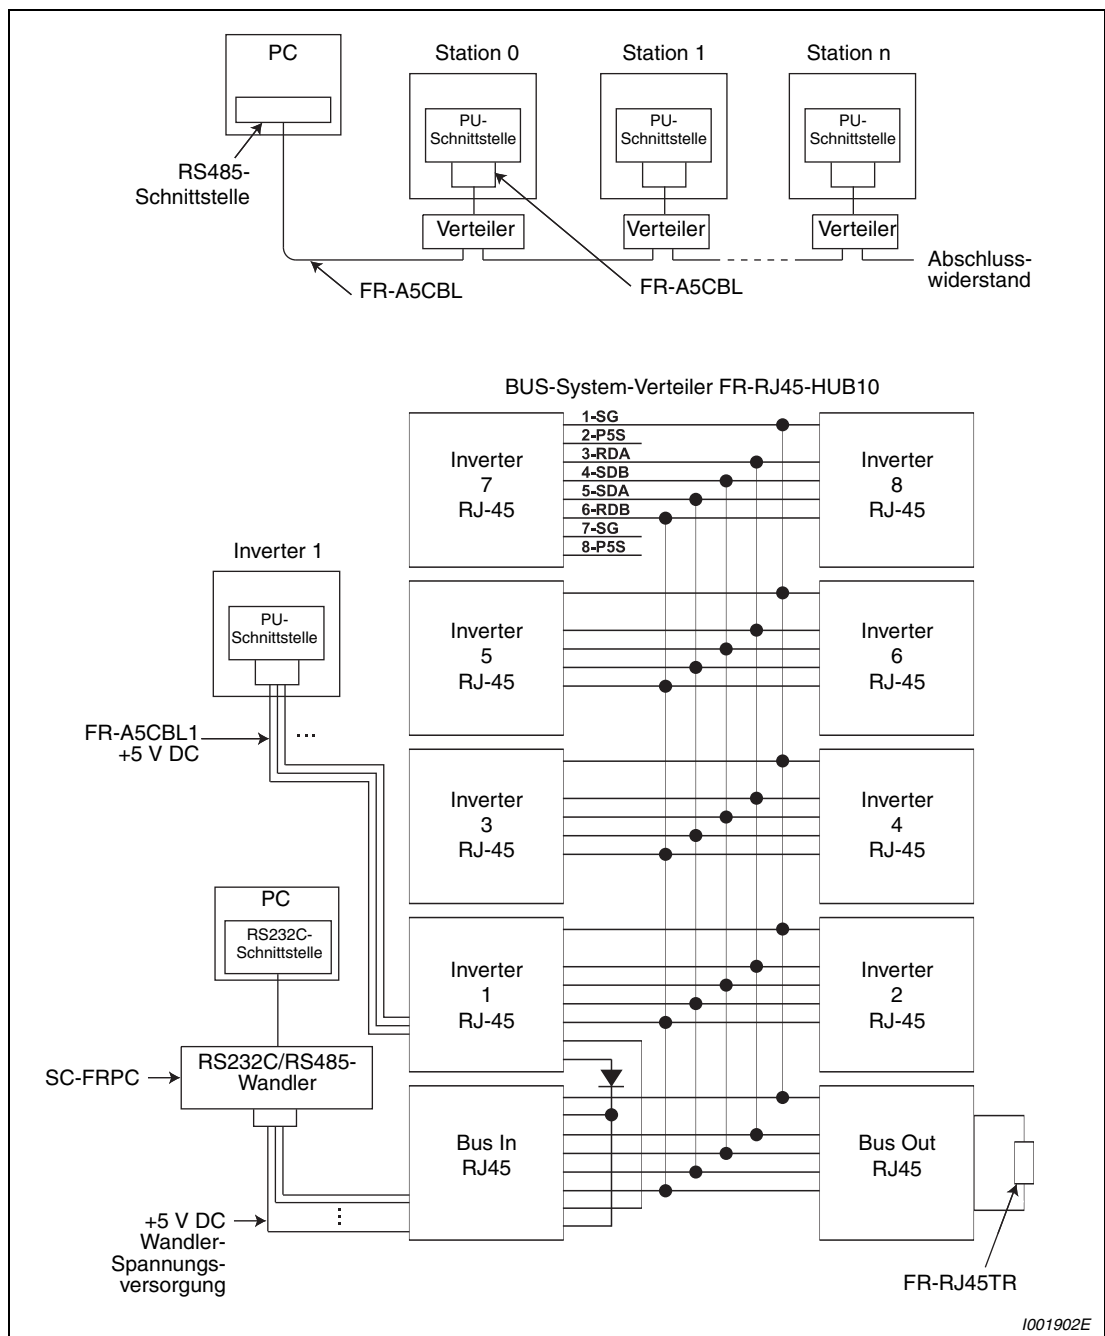 PC
Station 0
Station 1
Station n
PU-
Schnittstelle
PU-
Schnittstelle
PU-
Schnittstelle
RS485-
Schnittstelle
Verteiler
Verteiler
Verteiler
Abschluss-
widerstand
FR-A5CBL
FR-A5CBL
BUS-System-Verteiler FR-RJ45-HUB10
Inverter
7
RJ-45
1-SG
2-P5S
3-RDA
4-SDB
5-SDA
6-RDB
7-SG
8-P5S
Inverter
8
RJ-45
Inverter 1
PU-
Schnittstelle
Inverter
5
RJ-45
Inverter
6
RJ-45
FR-A5CBL1
+5 V DC
...
Inverter
3
RJ-45
Inverter
4
RJ-45
PC
RS232C-
Schnittstelle
Inverter
1
RJ-45
Inverter
2
RJ-45
SC-FRPC
RS232C/RS485-
Wandler
Bus In
RJ45
Bus Out
RJ45
+5 V DC
Wandler-
Spannungs-
versorgung
FR-RJ45TR
I001902E